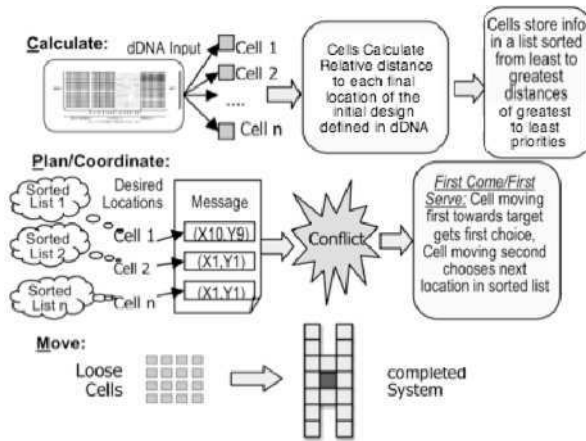 Calculate:
dDNA Input
Cell 1
Cell 2
....
Cell n
Cells Calculate
Relative distance
to each final
location of the
initial design
defined in dDNA
Cells store info
in a list sorted
from least to
greatest
distances
of greatest
to least
priorities
Plan/Coordinate:
Sorted
List 1
Sorted
List 2
Sorted
List n
Desired
Locations
Cell 1
Cell 2
Cell n
Message
(X10,Y9)
(X1,Y1)
(X1,Y1)
Conflict
First Come/First
Serve: Cell moving
first towards target
gets first choice,
Cell moving second
chooses next
location in sorted list
Move:
Loose
Cells
completed
System